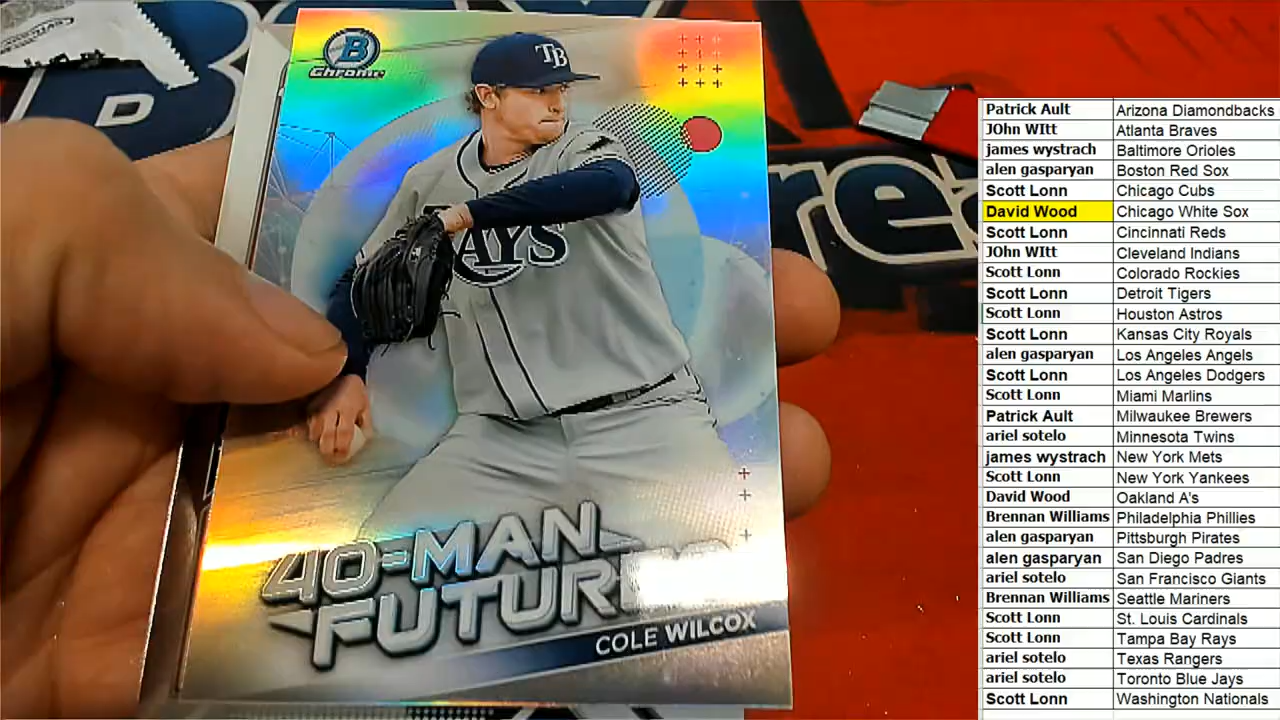 B
Chrome
TB
RAYS
40-MAN
FUTUR
COLE WILCOX
D
re
Patrick Ault Arizona Diamondbacks
JOhn WItt Atlanta Braves
james wystrach Baltimore Orioles
alen gasparyan Boston Red Sox
Scott Lonn Chicago Cubs
David Wood Chicago White Sox
Scott Lonn Cincinnati Reds
JOhn WItt Cleveland Indians
Scott Lonn Colorado Rockies
Scott Lonn Detroit Tigers
Scott Lonn Houston Astros
Scott Lonn Kansas City Royals
alen gasparyan Los Angeles Angels
Scott Lonn Los Angeles Dodgers
Scott Lonn Miami Marlins
Patrick Ault Milwaukee Brewers
ariel sotelo Minnesota Twins
james wystrach New York Mets
Scott Lonn New York Yankees
David Wood Oakland A's
Brennan Williams Philadelphia Phillies
alen gasparyan Pittsburgh Pirates
alen gasparyan San Diego Padres
ariel sotelo San Francisco Giants
Brennan Williams Seattle Mariners
Scott Lonn St. Louis Cardinals
Scott Lonn Tampa Bay Rays
ariel sotelo Texas Rangers
ariel sotelo Toronto Blue Jays
Scott Lonn Washington Nationals